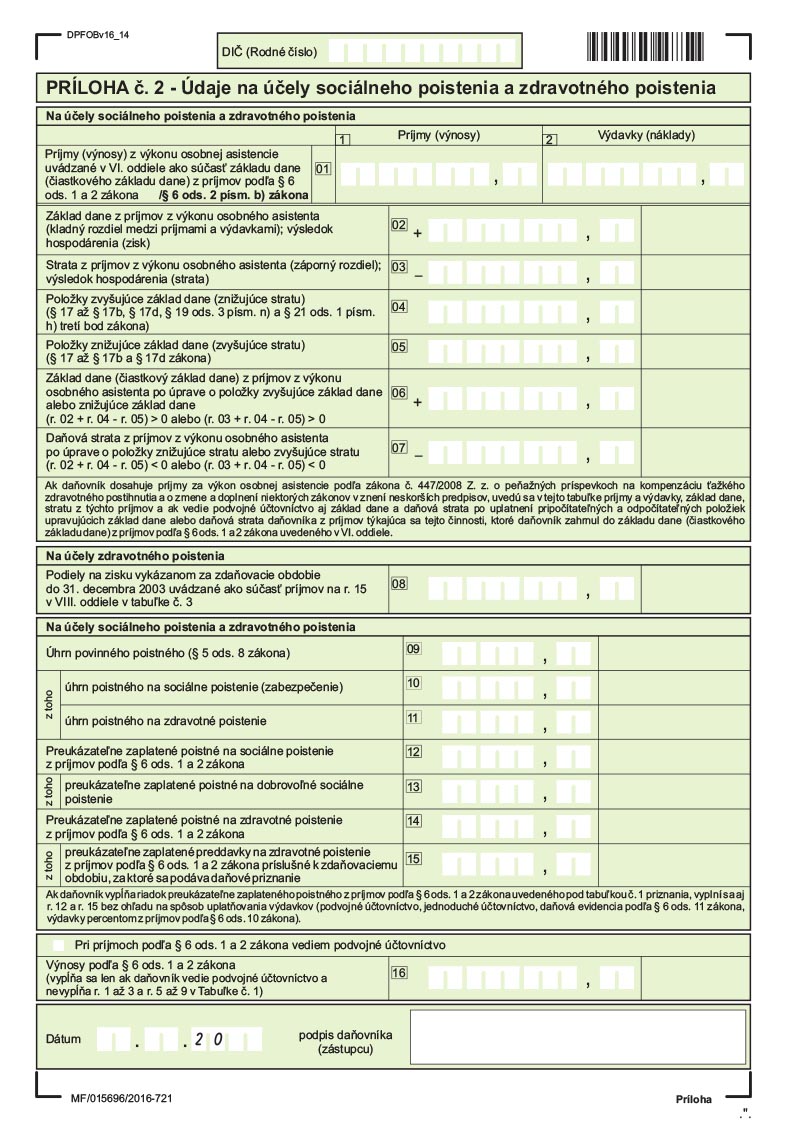 DPFOBv16_14
DIČ (Rodné číslo)
PRÍLOHA č. 2 - Údaje na účely sociálneho poistenia a zdravotného poistenia
Na účely sociálneho poistenia a zdravotného poistenia
1 Príjmy (výnosy) 2 Výdavky (náklady)
Príjmy (výnosy) z výkonu osobnej asistencie
uvádzané v VI. oddiele ako súčasť základu dane
(čiastkového základu dane) z príjmov podľa § 6
ods. 1 a 2 zákona /§ 6 ods. 2 písm. b) zákona
01 , ,
Základ dane z príjmov z výkonu osobného asistenta
(kladný rozdiel medzi príjmami a výdavkami); výsledok
hospodárenia (zisk)
02 + ,
Strata z príjmov z výkonu osobného asistenta (záporný rozdiel);
výsledok hospodárenia (strata)
03 – ,
Položky zvyšujúce základ dane (znižujúce stratu)
(§ 17 až § 17b, § 17d, § 19 ods. 3 písm. n) a § 21 ods. 1 písm.
h) tretí bod zákona)
04 ,
Položky znižujúce základ dane (zvyšujúce stratu)
(§ 17 až § 17b a § 17d zákona)
05 ,
Základ dane (čiastkový základ dane) z príjmov z výkonu
osobného asistenta po úprave o položky zvyšujúce základ dane
alebo znižujúce základ dane
(r. 02 + r. 04 - r. 05) > 0 alebo (r. 03 + r. 04 - r. 05) > 0
06 + ,
Daňová strata z príjmov z výkonu osobného asistenta
po úprave o položky znižujúce stratu alebo zvyšujúce stratu
(r. 02 + r. 04 - r. 05) < 0 alebo (r. 03 + r. 04 - r. 05) < 0
07 – ,
Ak daňovník dosahuje príjmy za výkon osobnej asistencie podľa zákona č. 447/2008 Z. z. o peňažných príspevkoch na kompenzáciu ťažkého
zdravotného postihnutia a o zmene a doplnení niektorých zákonov v znení neskorších predpisov, uvedú sa v tejto tabuľke príjmy a výdavky, základ dane,
stratu z týchto príjmov a ak vedie podvojné účtovníctvo aj základ dane a daňová strata po uplatnení pripočítateľných a odpočítateľných položiek
upravujúcich základ dane alebo daňová strata daňovníka z príjmov týkajúca sa tejto činnosti, ktoré daňovník zahrnul do základu dane (čiastkového
základu dane) z príjmov podľa § 6 ods. 1 a 2 zákona uvedeného v VI. oddiele.
Na účely zdravotného poistenia
Podiely na zisku vykázanom za zdaňovacie obdobie
do 31. decembra 2003 uvádzané ako súčasť príjmov na r. 15
v VIII. oddiele v tabuľke č. 3
08 ,
Na účely sociálneho poistenia a zdravotného poistenia
Úhrn povinného poistného (§ 5 ods. 8 zákona) 09 ,
z toho
úhrn poistného na sociálne poistenie (zabezpečenie) 10 ,
úhrn poistného na zdravotné poistenie 11 ,
Preukázateľne zaplatené poistné na sociálne poistenie
z príjmov podľa § 6 ods. 1 a 2 zákona
12 ,
z toho
preukázateľne zaplatené poistné na dobrovoľné sociálne
poistenie
13 ,
Preukázateľne zaplatené poistné na zdravotné poistenie
z príjmov podľa § 6 ods. 1 a 2 zákona
14 ,
z toho
preukázateľne zaplatené preddavky na zdravotné poistenie
z príjmov podľa § 6 ods. 1 a 2 zákona príslušné k zdaňovaciemu
obdobiu, za ktoré sa podáva daňové priznanie
15 ,
Ak daňovník vypĺňa riadok preukázateľne zaplateného poistného z príjmov podľa § 6 ods. 1 a 2 zákona uvedeného pod tabuľkou č. 1 priznania, vyplní sa aj
r. 12 a r. 15 bez ohľadu na spôsob uplatňovania výdavkov (podvojné účtovníctvo, jednoduché účtovníctvo, daňová evidencia podľa § 6 ods. 11 zákona,
výdavky percentom z príjmov podľa § 6 ods. 10 zákona).
Pri príjmoch podľa § 6 ods. 1 a 2 zákona vediem podvojné účtovníctvo
Výnosy podľa § 6 ods. 1 a 2 zákona
(vypĺňa sa len ak daňovník vedie podvojné účtovníctvo a
nevypĺňa r. 1 až 3 a r. 5 až 9 v Tabuľke č. 1)
16 ,
Dátum . . 20
podpis daňovníka
(zástupcu)
MF/015696/2016-721 Príloha